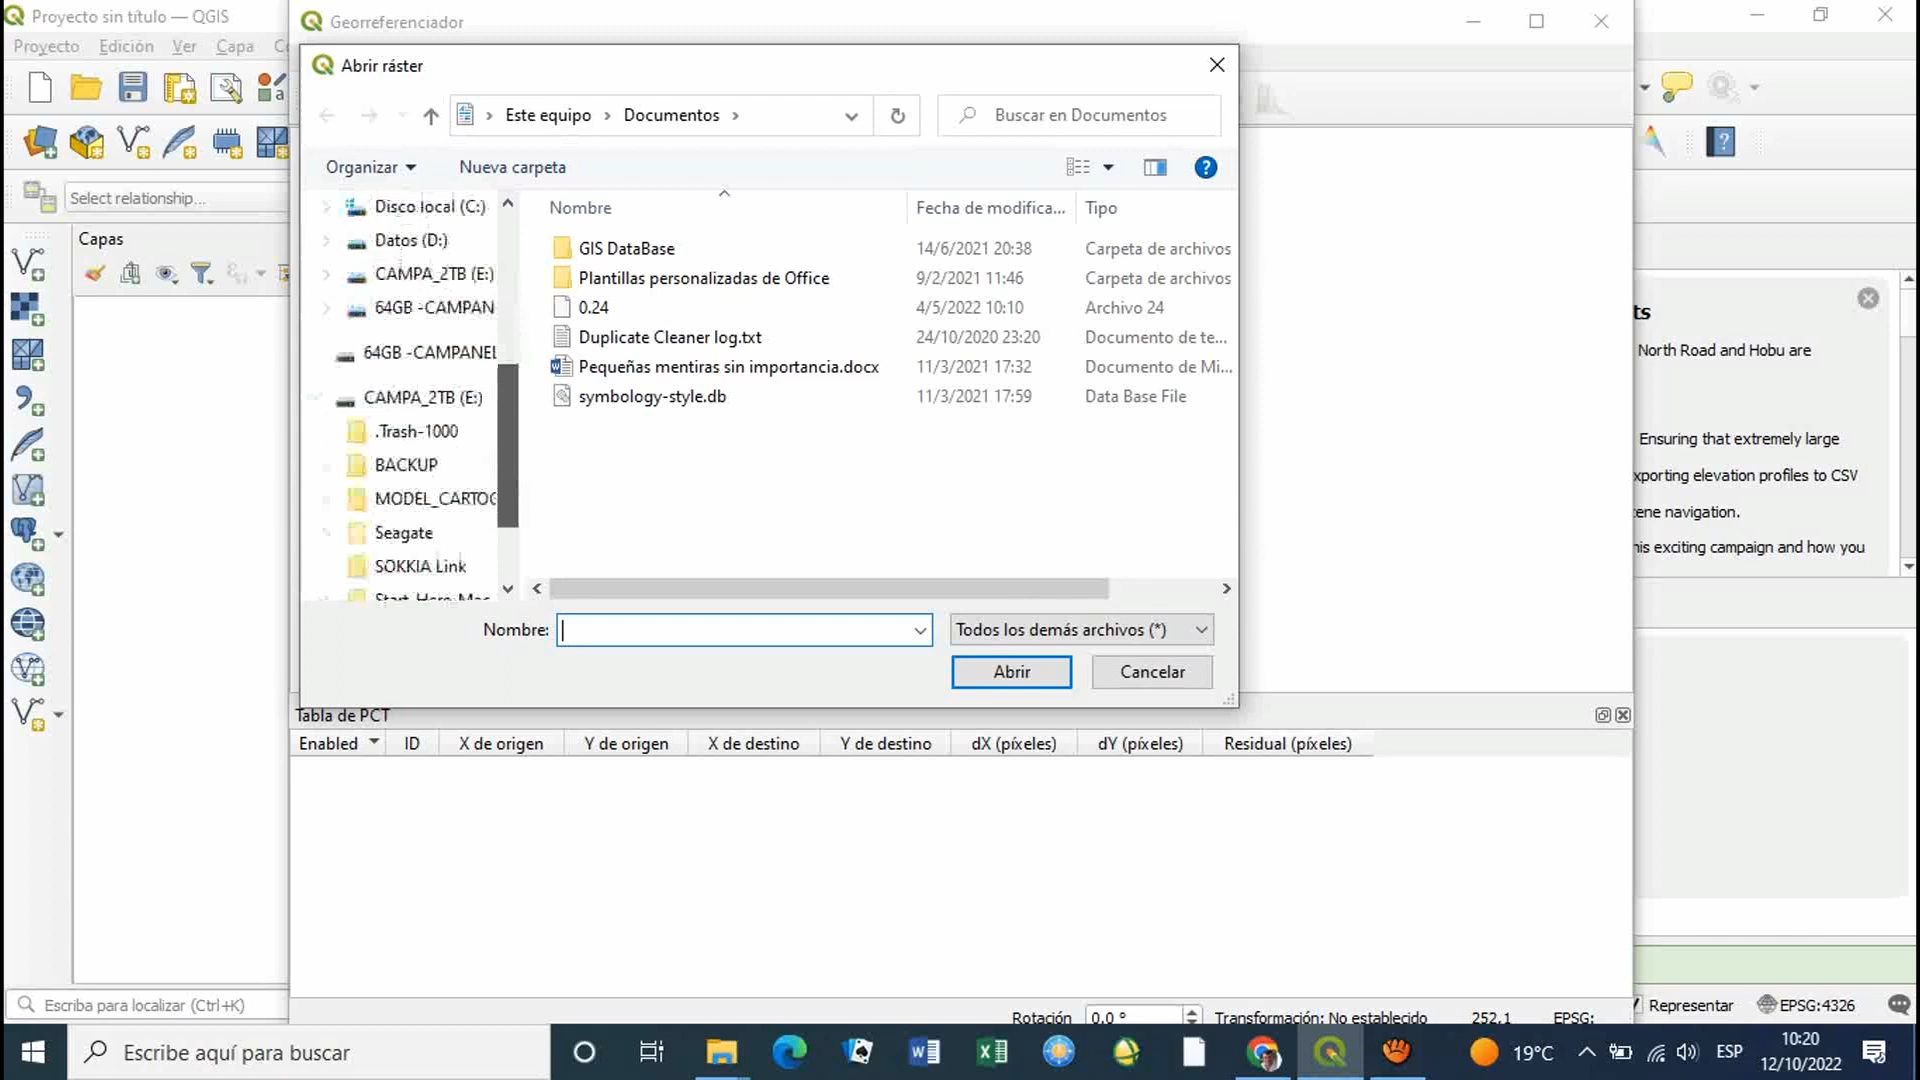 Proyecto sin título — QGIS
Georreferenciador
Proyecto Edición Ver Capa
Abrir ráster
Este equipo › Documentos ›
Buscar en Documentos
Organizar
Nueva carpeta
Select relationship...
Disco local (C:)
Datos (D:)
CAMPA_2TB (E:)
64GB -CAMPAN
64GB -CAMPANEL
CAMPA_2TB (E:)
.Trash-1000
BACKUP
MODEL_CARTOG
Seagate
SOKKIA Link
Nombre Fecha de modifica... Tipo
GIS DataBase 14/6/2021 20:38 Carpeta de archivos
Plantillas personalizadas de Office 9/2/2021 11:46 Carpeta de archivos
0.24 4/5/2022 10:10 Archivo 24
Duplicate Cleaner log.txt 24/10/2020 23:20 Documento de te...
Pequeñas mentiras sin importancia.docx 11/3/2021 17:32 Documento de Mi...
symbology-style.db 11/3/2021 17:59 Data Base File
Nombre:
Todos los demás archivos (*)
Abrir
Cancelar
Capas
ts
North Road and Hobu are
Ensuring that extremely large
xporting elevation profiles to CSV
ene navigation.
his exciting campaign and how you
Tabla de PCT
Enabled ID X de origen Y de origen X de destino Y de destino dX (píxeles) dY (píxeles) Residual (píxeles)
Escriba para localizar (Ctrl+K)
Rotación 0,0 ° Transformación: No establecido 252,1 EPSG:
Representar EPSG:4326
Escribe aquí para buscar
19°C
ESP
10:20
12/10/2022